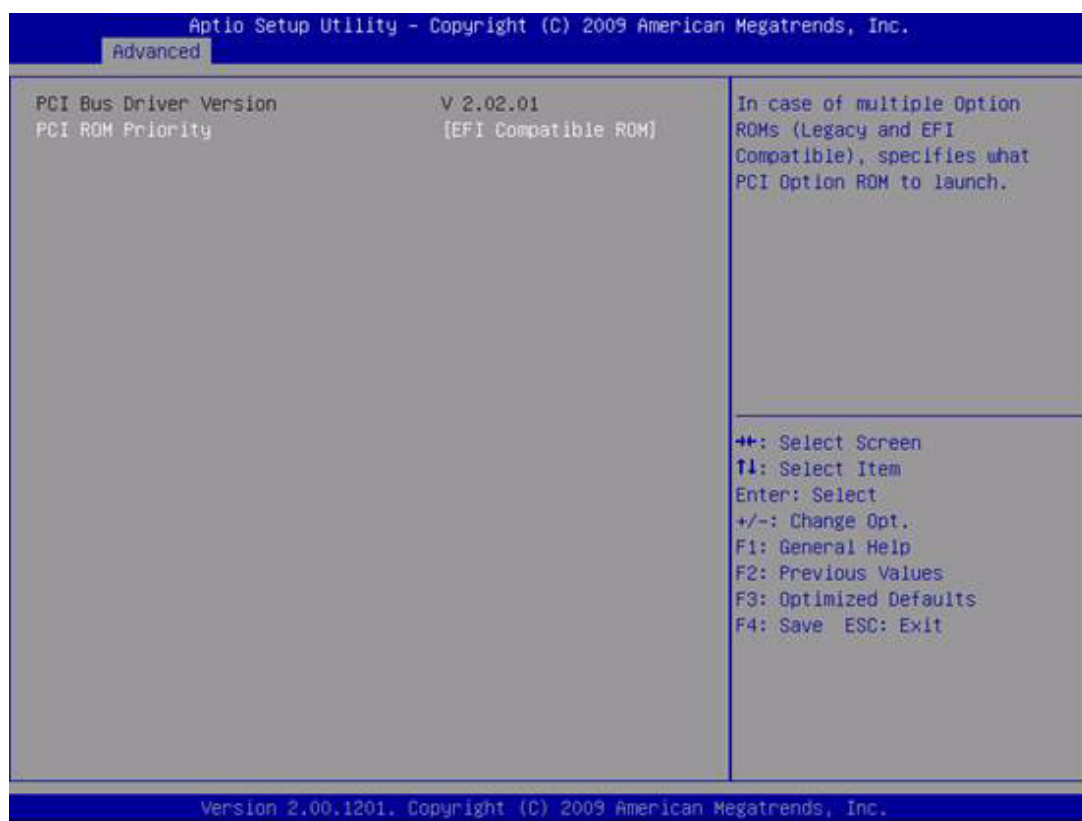 Aptio Setup Utility – Copyright (C) 2009 American Megatrends, Inc.
Advanced
PCI Bus Driver Version V 2.02.01
PCI ROM Priority [EFI Compatible ROM]
In case of multiple Option
ROMs (Legacy and EFI
Compatible), specifies what
PCI Option ROM to launch.
→←: Select Screen
↑↓: Select Item
Enter: Select
+/-: Change Opt.
F1: General Help
F2: Previous Values
F3: Optimized Defaults
F4: Save ESC: Exit
Version 2.00.1201. Copyright (C) 2009 American Megatrends, Inc.